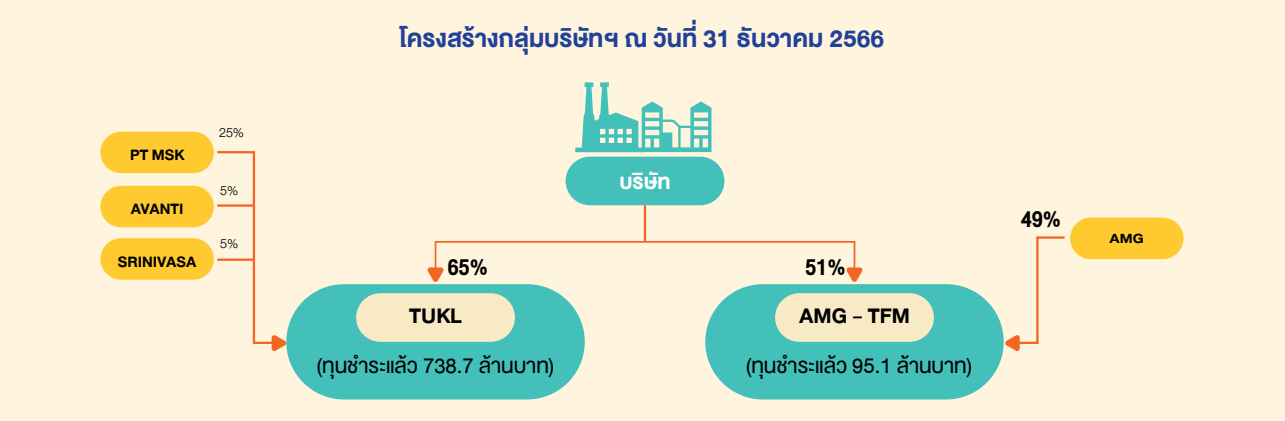 โครงสร้างกลุ่มบริษัทฯ ณ วันที่ 31 ธันวาคม 2566
บริษัท
PT MSK
25%
AVANTI
5%
SRINIVASA
5%
49%
AMG
65%
51%
TUKL
(ทุนชำระแล้ว 738.7 ล้านบาท)
AMG – TFM
(ทุนชำระแล้ว 95.1 ล้านบาท)